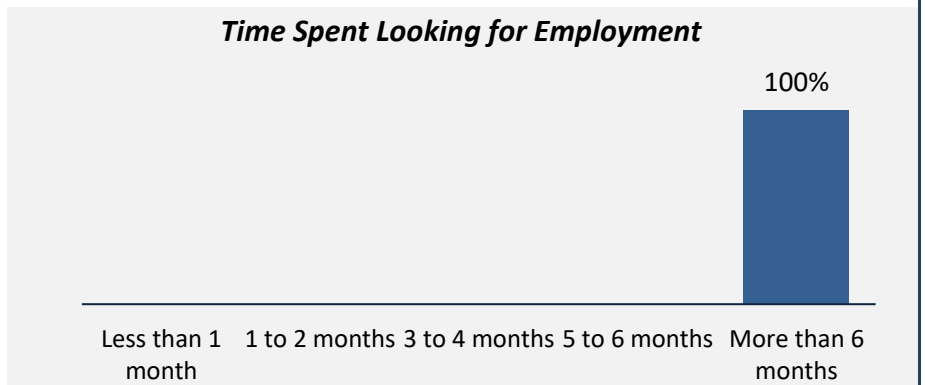 Time Spent Looking for Employment
100%
Less than 1 month
1 to 2 months
3 to 4 months
5 to 6 months
More than 6 months